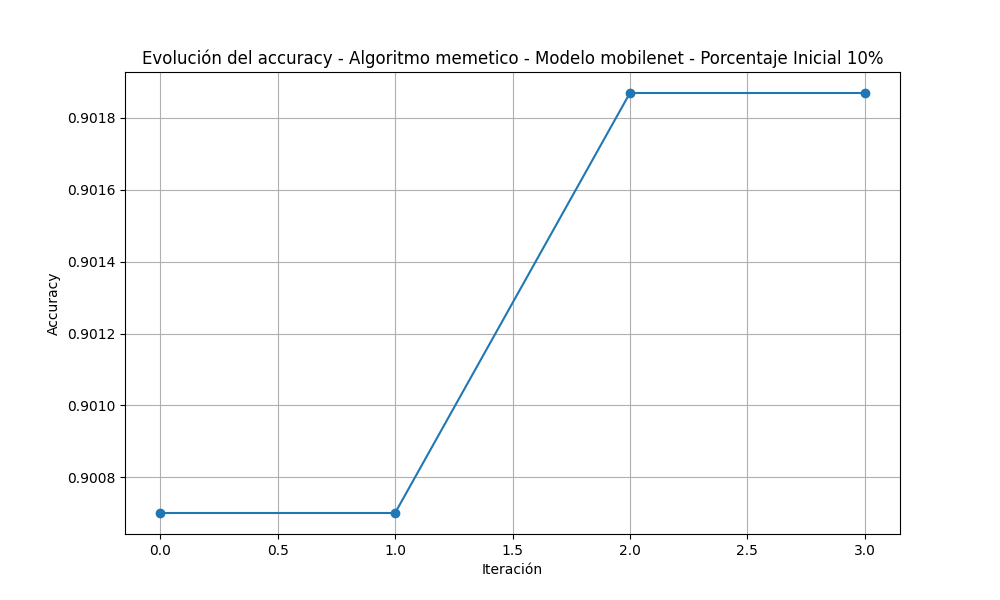 Evolución del accuracy - Algoritmo memetico - Modelo mobilenet - Porcentaje Inicial 10%
0.9018
0.9016
0.9014
0.9012
0.9010
0.9008
Accuracy
0.0 0.5 1.0 1.5 2.0 2.5 3.0
Iteración